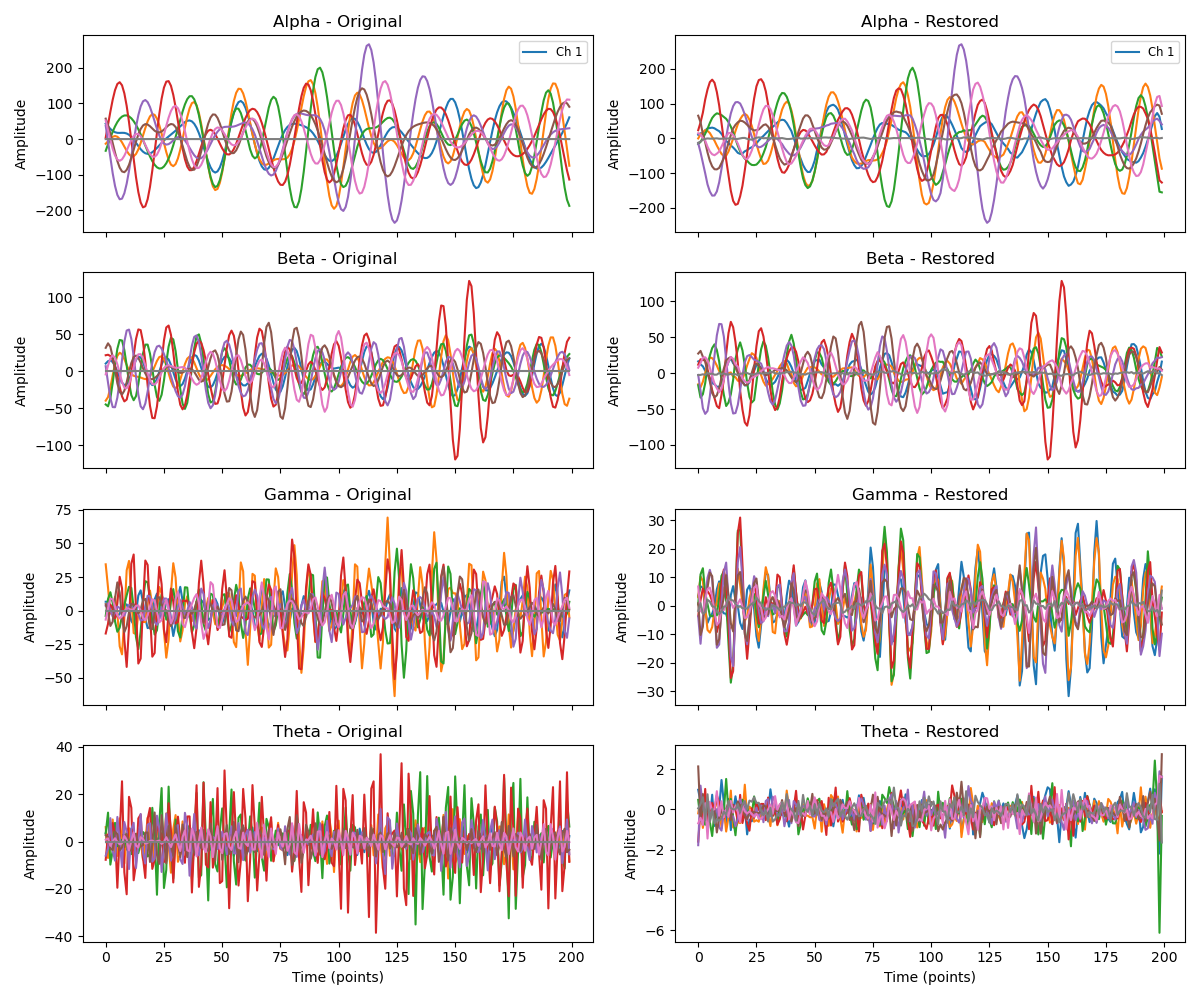 Alpha - Original
Amplitude
200
100
0
−100
−200
Ch 1
Alpha - Restored
Amplitude
200
100
0
−100
−200
Ch 1
Beta - Original
Amplitude
100
50
0
−50
−100
Beta - Restored
Amplitude
100
50
0
−50
−100
Gamma - Original
Amplitude
75
50
25
0
−25
−50
Gamma - Restored
Amplitude
30
20
10
0
−10
−20
−30
Theta - Original
Amplitude
40
20
0
−20
−40
0 25 50 75 100 125 150 175 200
Time (points)
Theta - Restored
Amplitude
2
0
−2
−4
−6
0 25 50 75 100 125 150 175 200
Time (points)